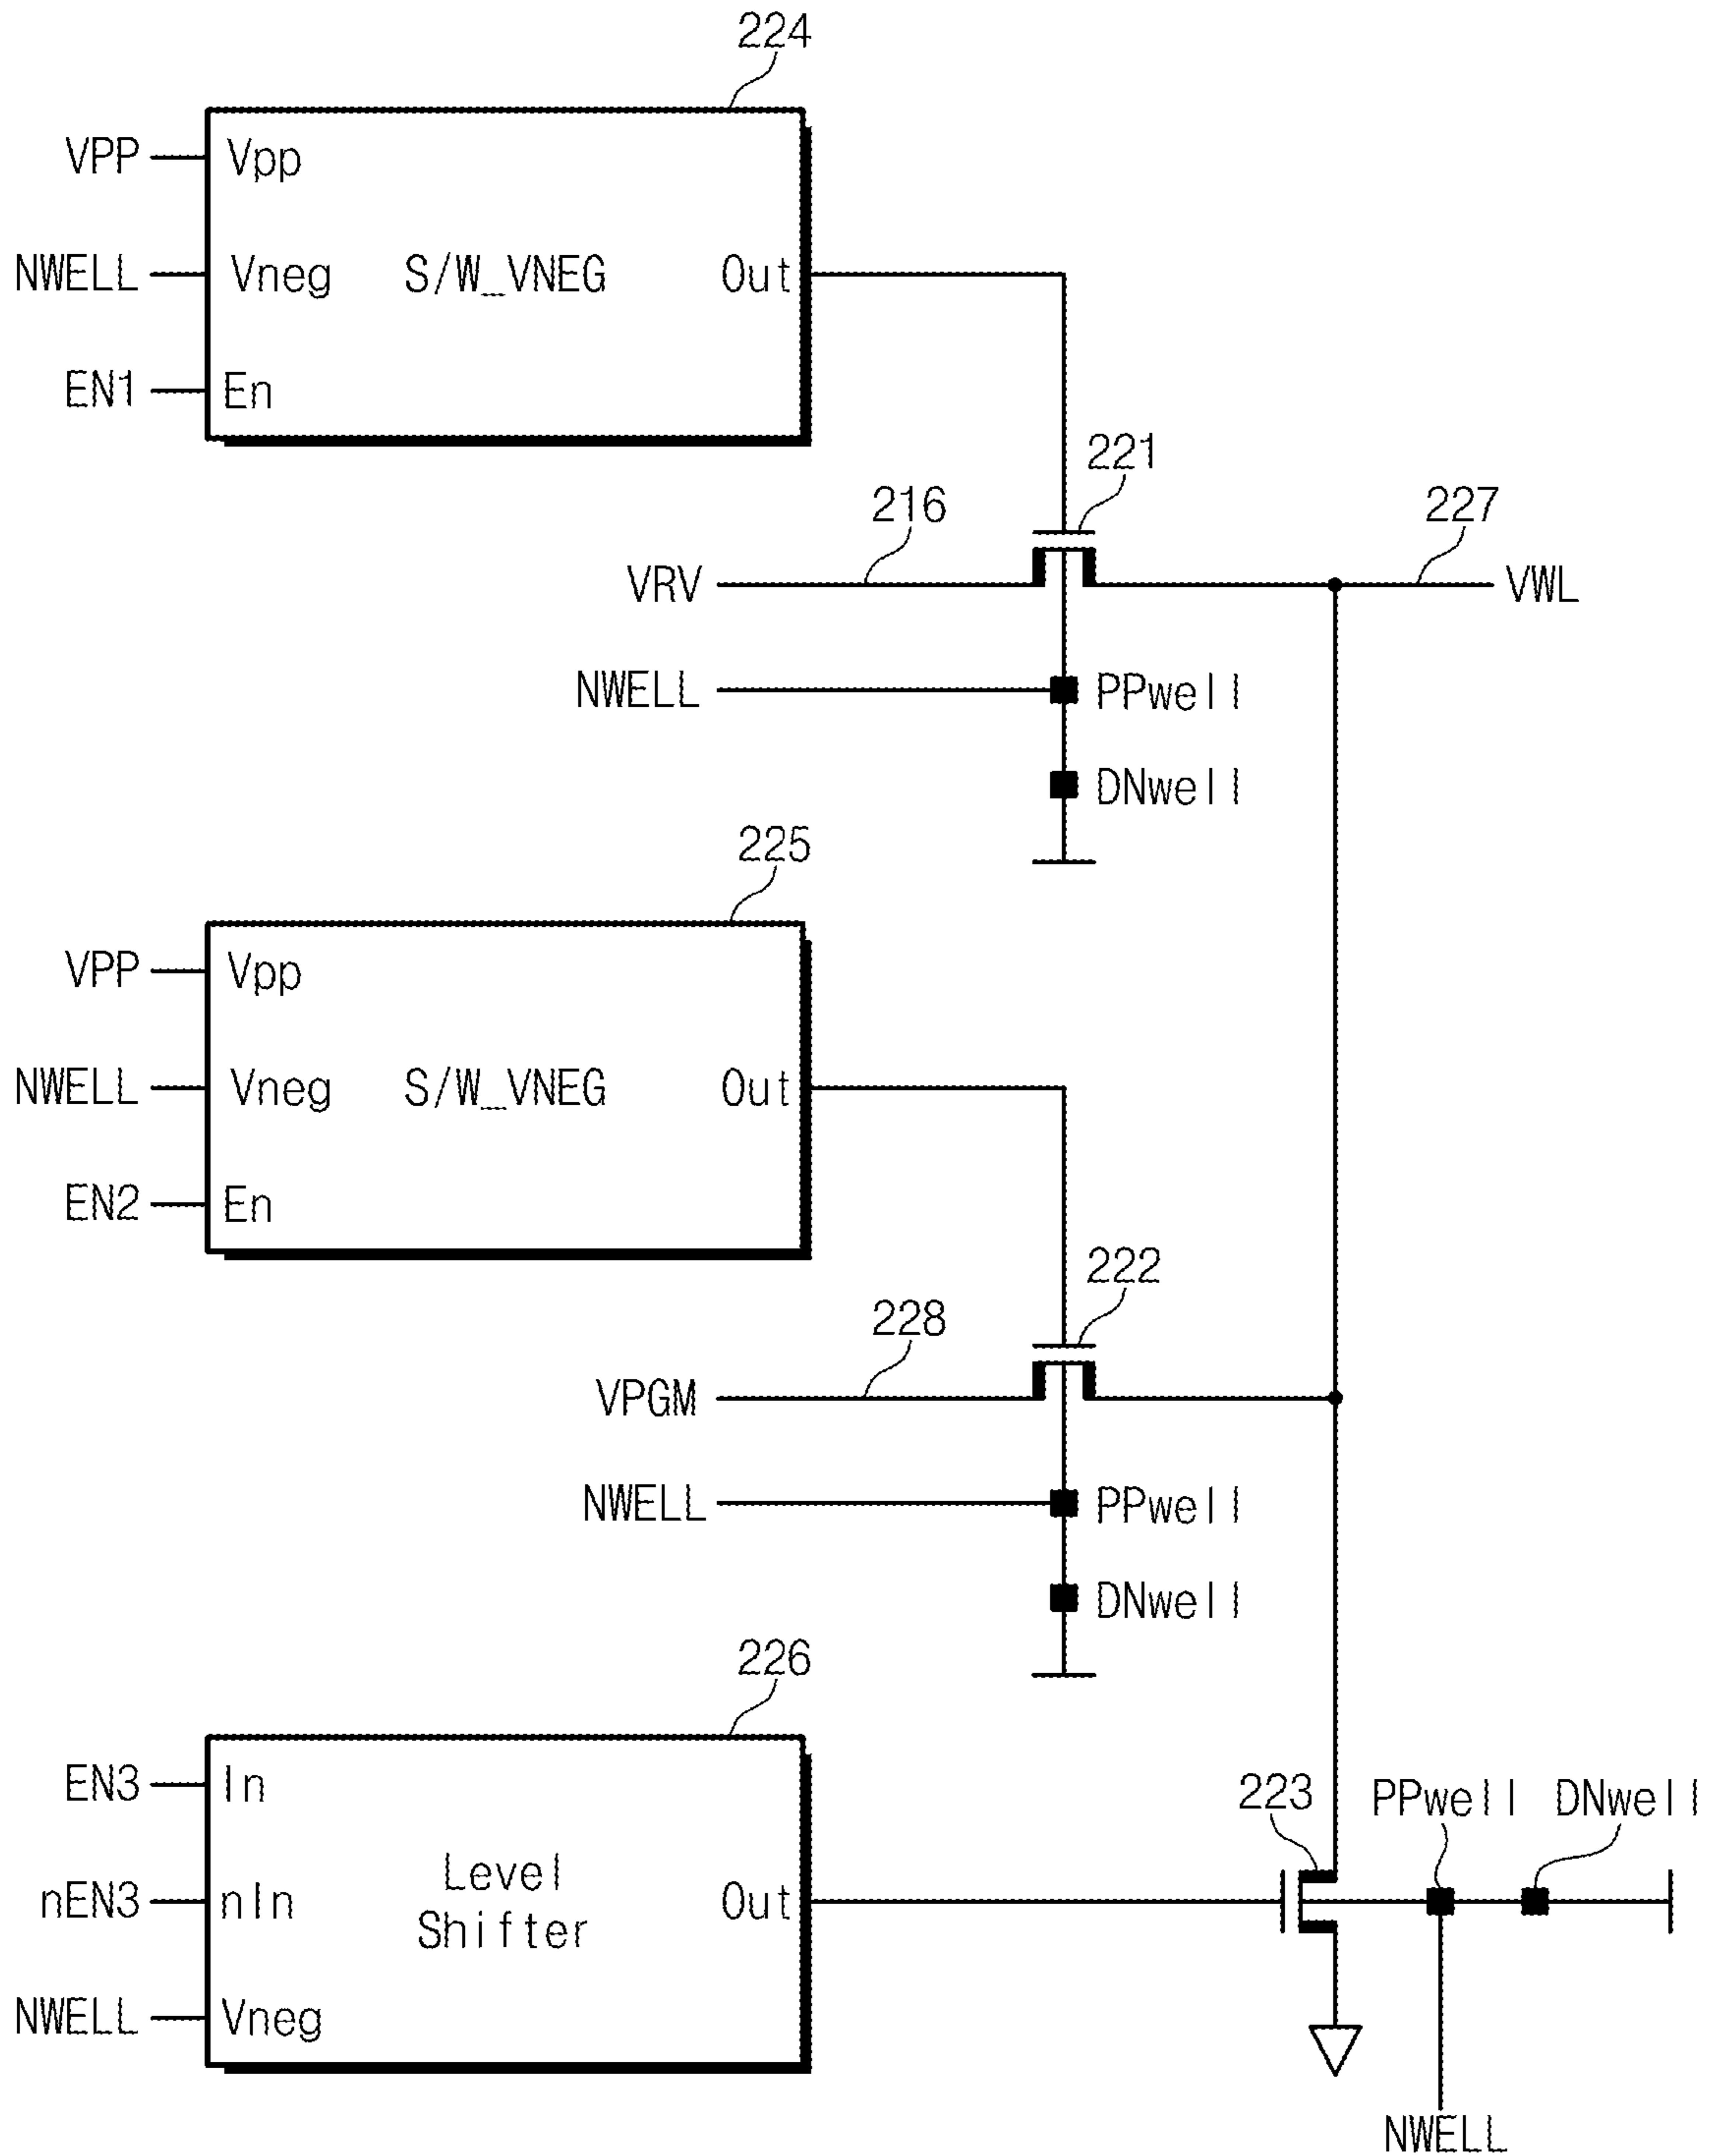 224
VPP
Vpp
NWELL
Vneg
S/W_VNEG
Out
EN1
En
221
216
227
VRV
VWL
NWELL
PPwell
DNwell
225
VPP
Vpp
NWELL
Vneg
S/W_VNEG
Out
EN2
En
222
228
VPGM
NWELL
PPwell
DNwell
226
EN3
In
223
PPwell
DNwell
nEN3
nIn
Level
Shifter
Out
NWELL
Vneg
NWELL